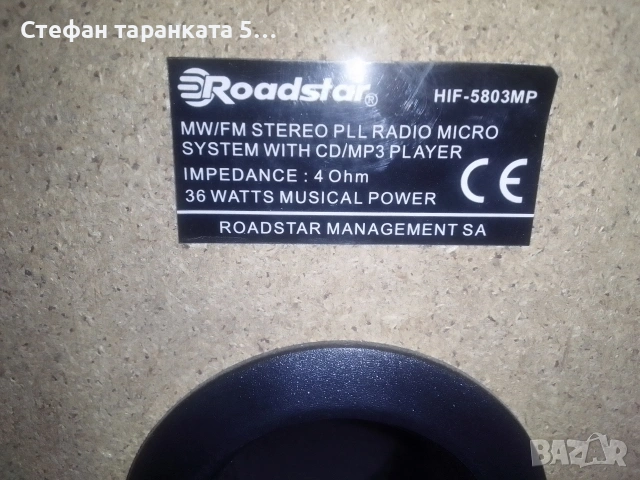 Стефан таранката 5...
Roadstar®
HIF-5803MP
MW/FM STEREO PLL RADIO MICRO
SYSTEM WITH CD/MP3 PLAYER
IMPEDANCE : 4 Ohm
36 WATTS MUSICAL POWER
CE
ROADSTAR MANAGEMENT SA
BAZAR